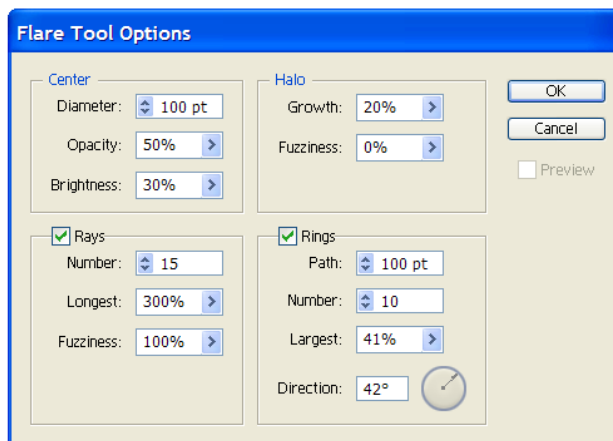 Flare Tool Options
Center
Diameter: 100 pt
Opacity: 50%
Brightness: 30%
Halo
Growth: 20%
Fuzziness: 0%
OK
Cancel
Preview
Rays
Number: 15
Longest: 300%
Fuzziness: 100%
Rings
Path: 100 pt
Number: 10
Largest: 41%
Direction: 42°